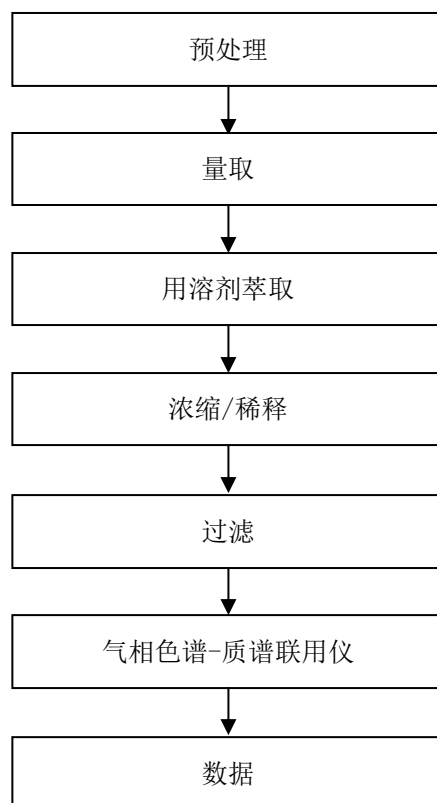 预处理
量取
用溶剂萃取
浓缩/稀释
过滤
气相色谱-质谱联用仪
数据